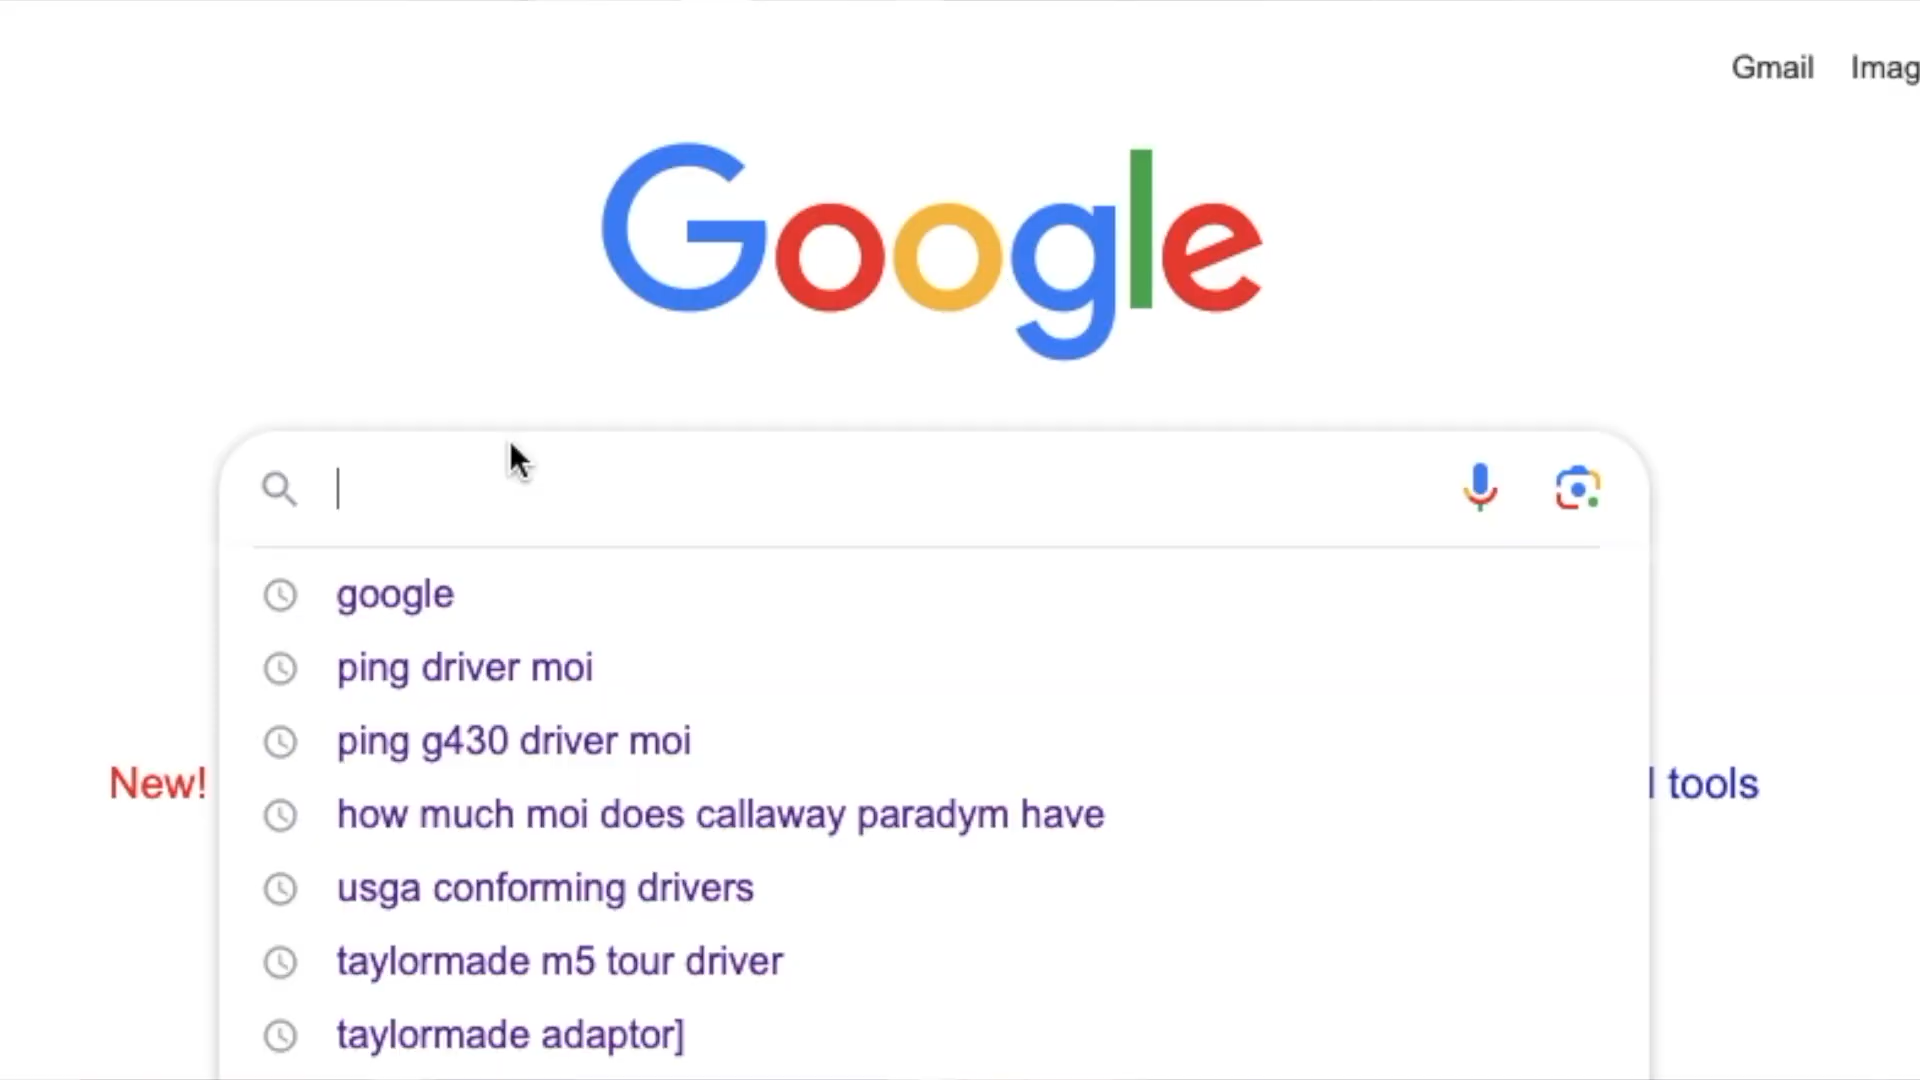 Gmail Imag
Google
google
ping driver moi
ping g430 driver moi
New! tools
how much moi does callaway paradym have
usga conforming drivers
taylormade m5 tour driver
taylormade adaptor]